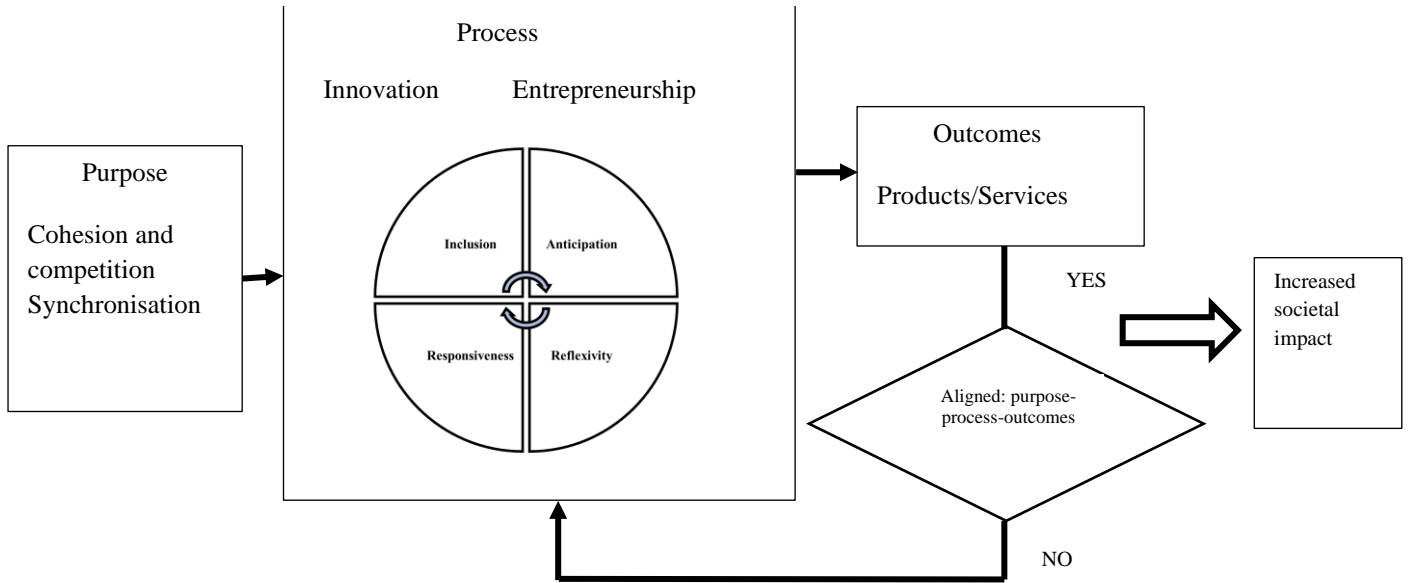 Process
Innovation Entrepreneurship
Purpose
Cohesion and
competition
Synchronisation
Inclusion
Anticipation
Responsiveness
Reflexivity
Outcomes
Products/Services
YES
Increased
societal
impact
Aligned: purpose-
process-outcomes
NO